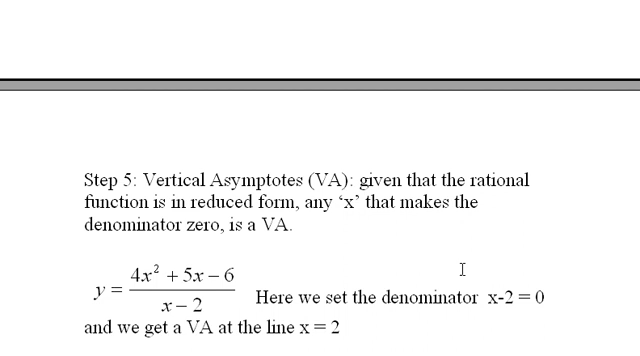 Step 5: Vertical Asymptotes (VA): given that the rational
function is in reduced form, any ‘x’ that makes the
denominator zero, is a VA.
y = (4x² + 5x – 6)/(x – 2) Here we set the denominator x-2 = 0
and we get a VA at the line x = 2